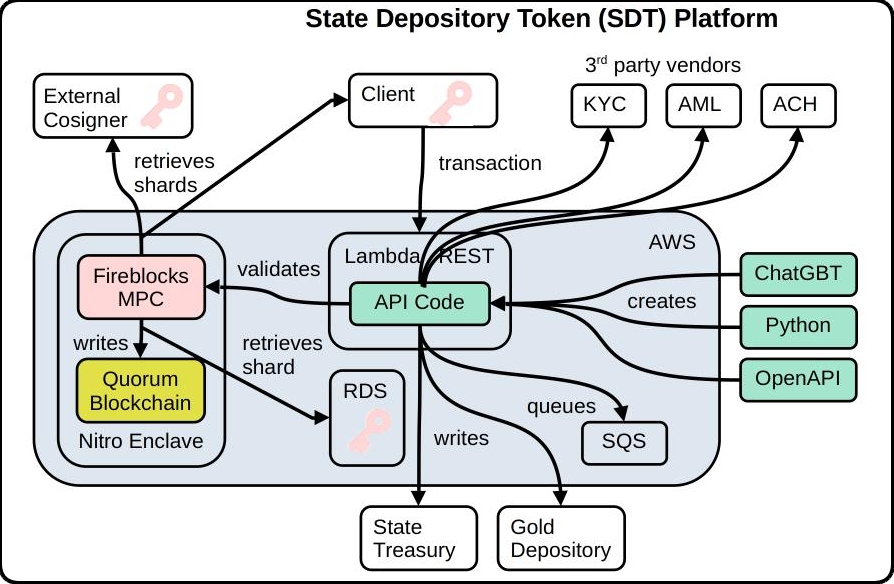 State Depository Token (SDT) Platform
3rd party vendors
External
Cosigner
Client
KYC
AML
ACH
retrieves
shards
transaction
AWS
Lambda
REST
Fireblocks
MPC
validates
API Code
ChatGBT
creates
Python
OpenAPI
writes
retrieves
shard
Quorum
Blockchain
Nitro Enclave
RDS
queues
writes
SQS
State
Treasury
Gold
Depository